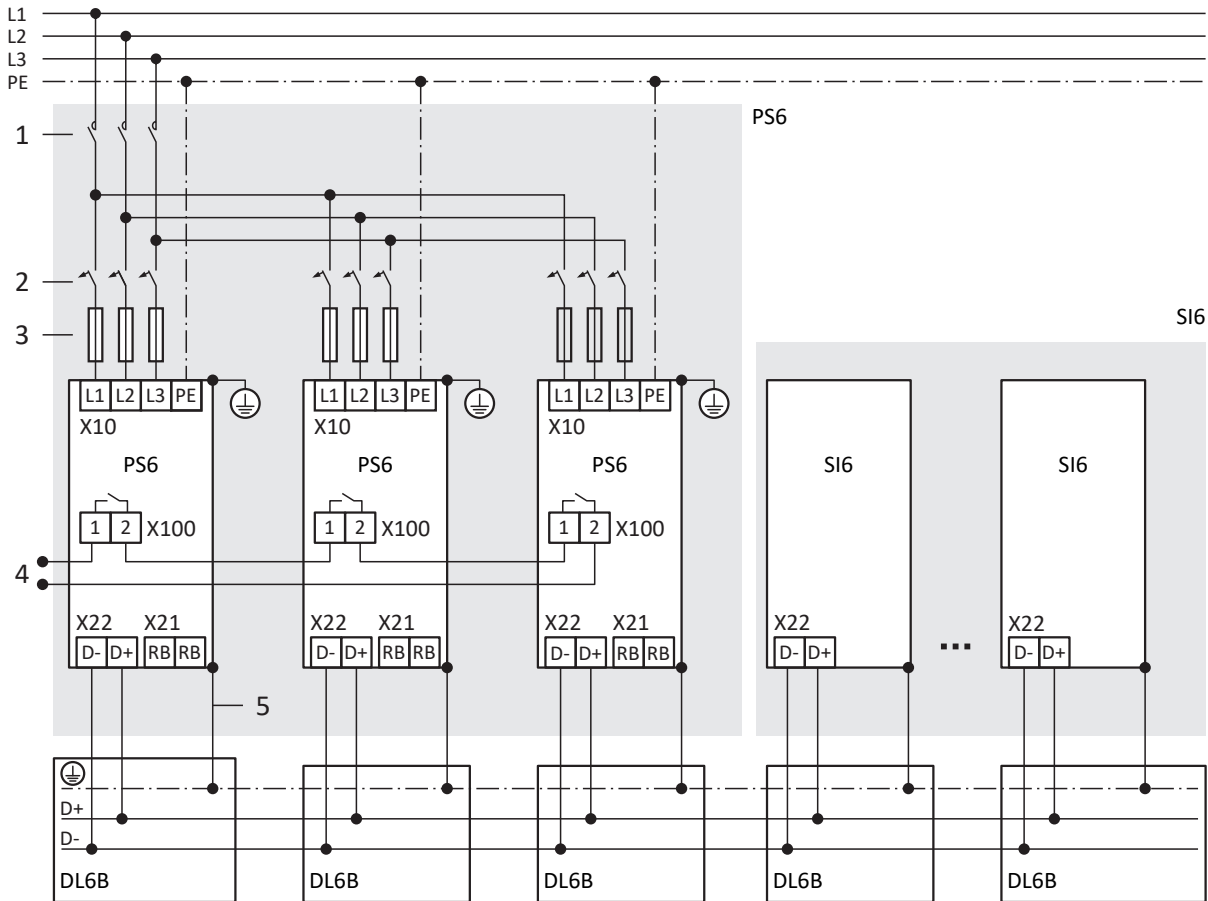 L1
L2
L3
PE
PS6
1
2
3
SI6
L1 L2 L3 PE
L1 L2 L3 PE
L1 L2 L3 PE
X10
X10
X10
PS6
PS6
PS6
SI6
SI6
1 2 X100
1 2 X100
1 2 X100
4
X22 X21
X22 X21
X22 X21
X22
X22
D- D+ RB RB
D- D+ RB RB
D- D+ RB RB
D- D+
...
D- D+
5
D+
D-
DL6B
DL6B
DL6B
DL6B
DL6B